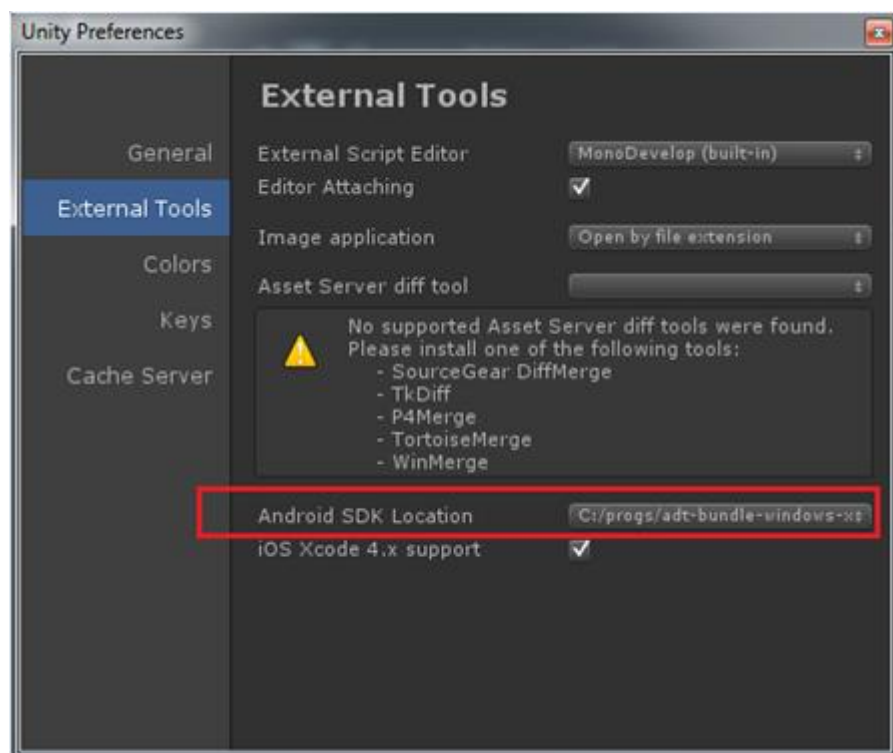 Unity Preferences
External Tools
General
External Tools
Colors
Keys
Cache Server
External Script Editor MonoDevelop (built-in)
Editor Attaching
Image application Open by file extension
Asset Server diff tool
No supported Asset Server diff tools were found.
Please install one of the following tools:
- SourceGear DiffMerge
- TkDiff
- P4Merge
- TortoiseMerge
- WinMerge
Android SDK Location C:/progs/adt-bundle-windows-x
iOS Xcode 4.x support